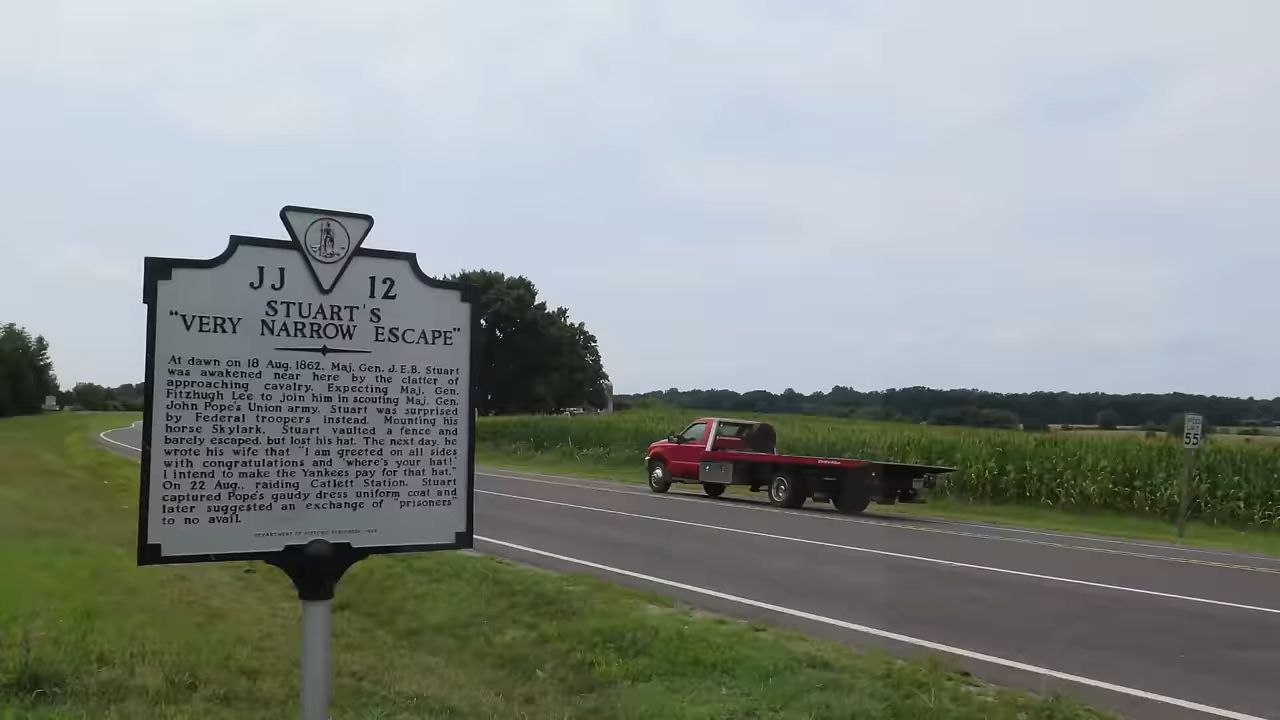 JJ 12
STUART'S
"VERY NARROW ESCAPE"
At dawn on 18 Aug. 1862, Maj. Gen. J.E.B. Stuart
was awakened near here by the clatter of
approaching cavalry. Expecting Maj. Gen.
Fitzhugh Lee to join him in scouting Maj. Gen.
John Pope's Union army, Stuart was surprised
by Federal troopers instead. Mounting his
horse Skylark, Stuart vaulted a fence and
barely escaped, but lost his hat. The next day, he
wrote his wife that "I am greeted on all sides
with congratulations and 'where's your hat!'
I intend to make the Yankees pay for that hat."
On 22 Aug., raiding Catlett Station, Stuart
captured Pope's gaudy dress uniform coat and
later suggested an exchange of "prisoners"
to no avail.
DEPARTMENT OF HISTORIC RESOURCES
SPEED
LIMIT
55